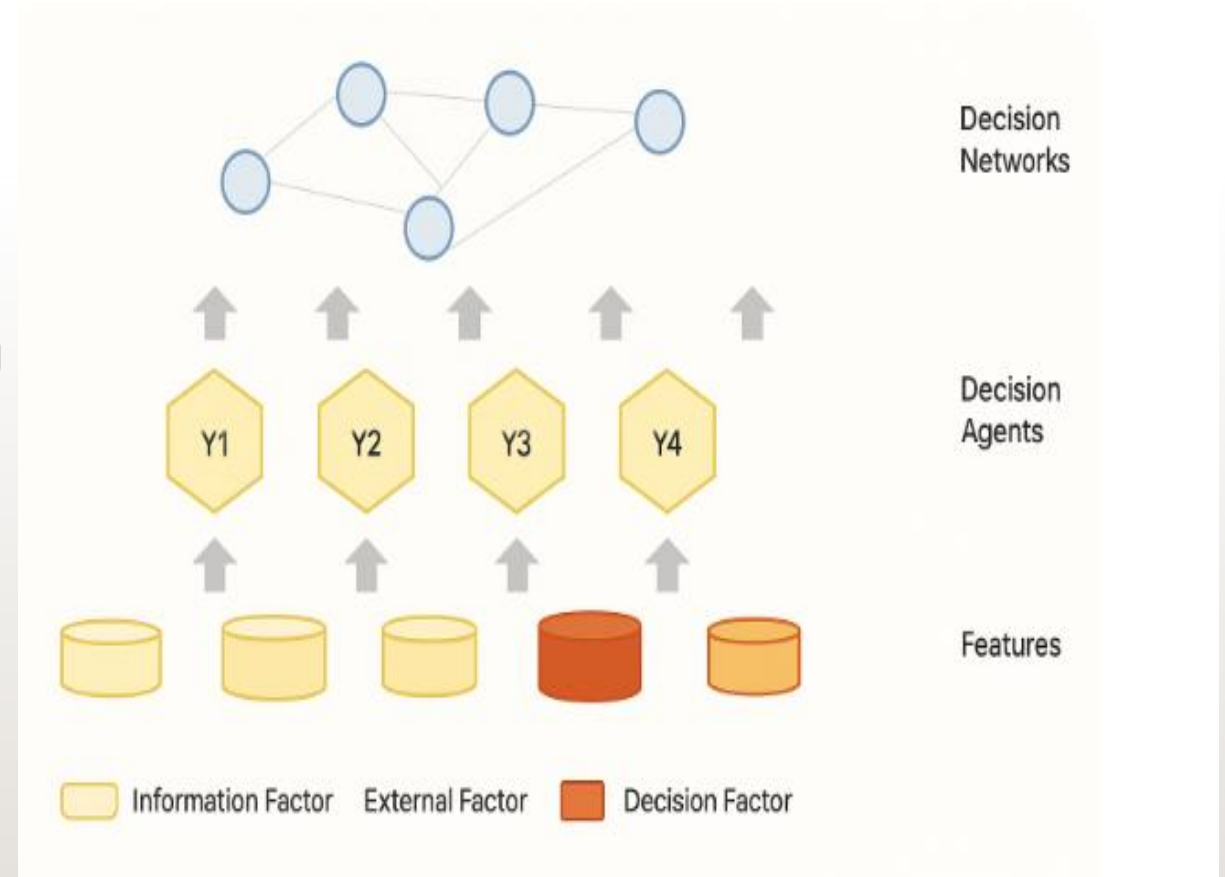 Decision
Networks
Decision
Agents
Y1 Y2 Y3 Y4
Features
Information Factor External Factor Decision Factor